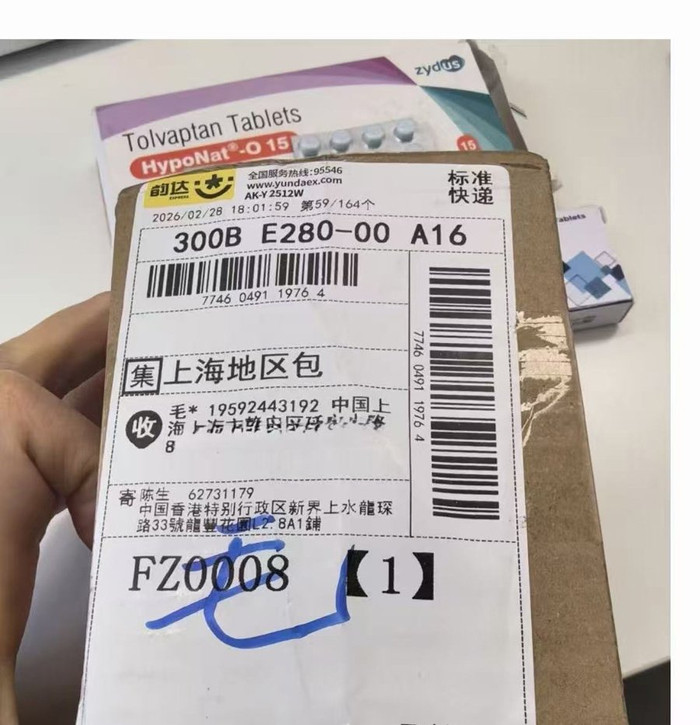 zydus
Tolvaptan Tablets
HypoNat®-O 15
15
ablets
韵达
EXPRESS
全国服务热线:95546
www.yundaex.com
AK-Y 2512W
标准
快递
2026/02/28 18:01:59 第59/164个
300B E280-00 A16
7746 0491 1976 4
7746 0491 1976 4
集 上海地区包
收 毛* 19592443192 中国上
海
8
寄 陈生 62731179
中国香港特别行政区新界上水龍琛
路33號龍豐花園L2.8A1鋪
FZ0008 【1】
毛